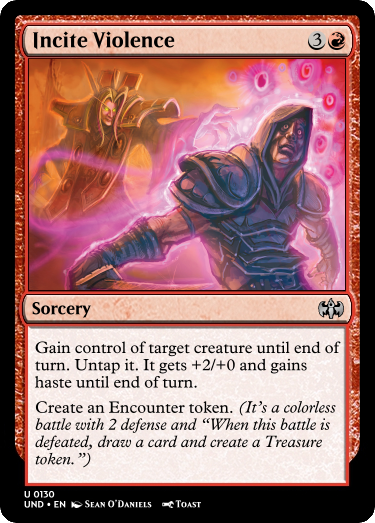 Incite Violence 3
Sorcery
Gain control of target creature until end of
turn. Untap it. It gets +2/+0 and gains
haste until end of turn.
Create an Encounter token. (It's a colorless
battle with 2 defense and “When this battle is
defeated, draw a card and create a Treasure
token.”)
U 0130
UND • EN Sean O'Daniels Toast